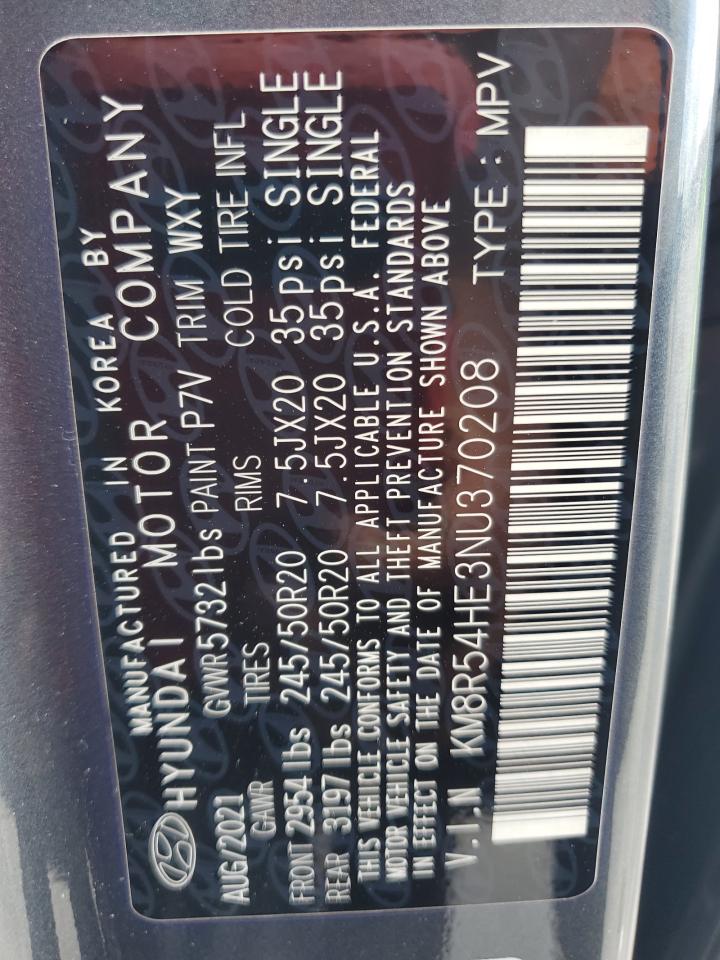 MANUFACTURED IN KOREA BY
HYUNDAI MOTOR COMPANY
AUG/2021 GVWR 5732 lbs PAINT P7V TRIM WXY
GAWR TIRES RIMS COLD TIRE INFL
FRONT 2954 lbs 245/50R20 7.5JX20 35psi SINGLE
REAR 3197 lbs 245/50R20 7.5JX20 35psi SINGLE
THIS VEHICLE CONFORMS TO ALL APPLICABLE U.S.A. FEDERAL
MOTOR VEHICLE SAFETY AND THEFT PREVENTION STANDARDS
IN EFFECT ON THE DATE OF MANUFACTURE SHOWN ABOVE
V.I.N KM8R54HE3NU370208 TYPE : MPV